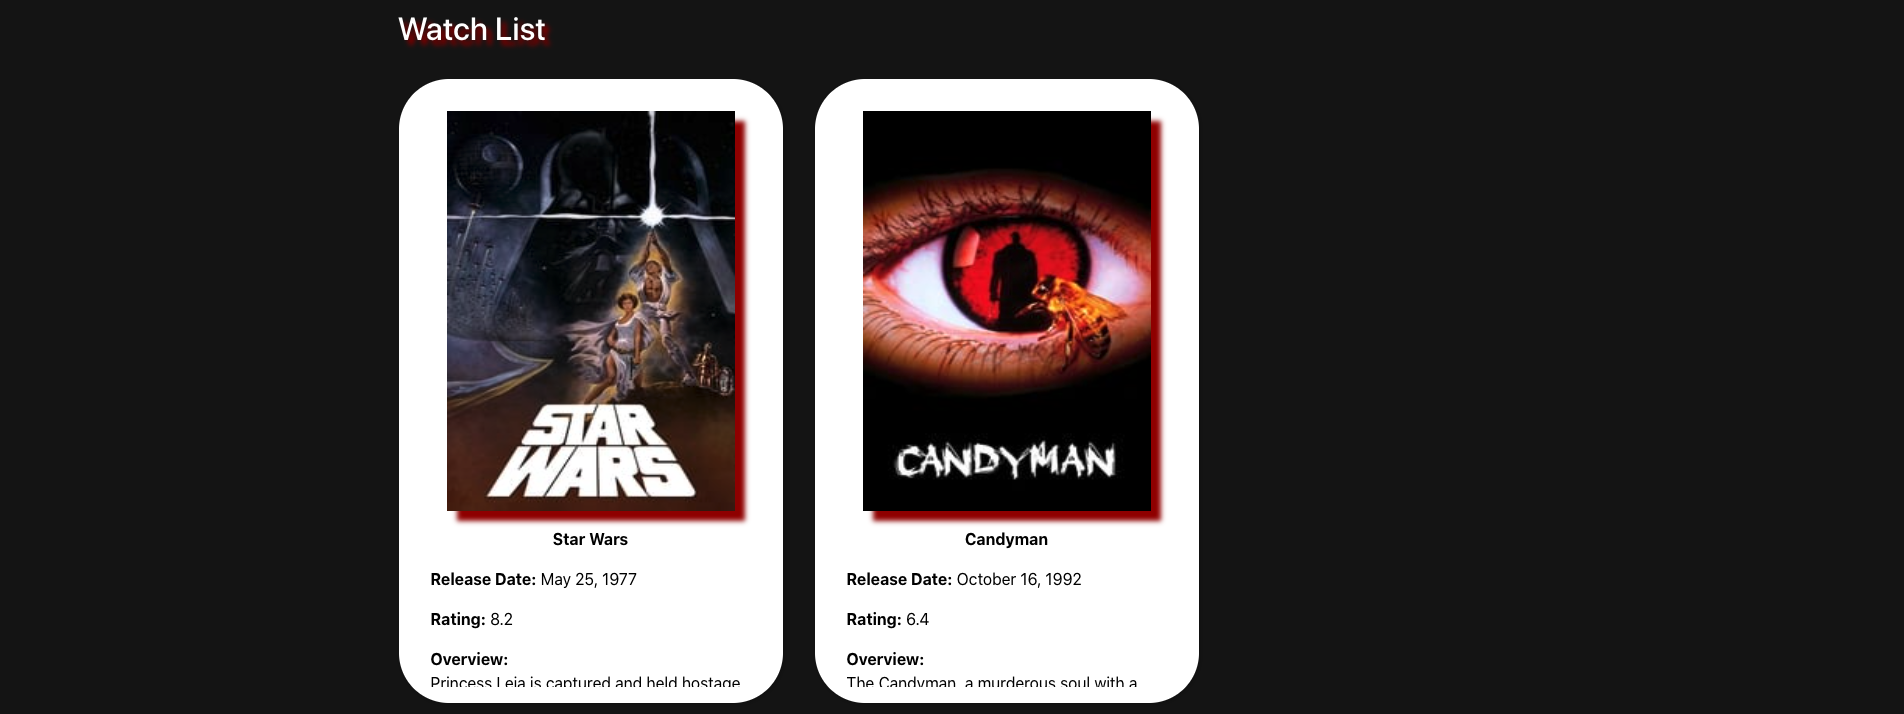 Watch List
STAR
WARS
Star Wars
Release Date: May 25, 1977
Rating: 8.2
Overview:
Princess Leia is captured and held hostage
CANDYMAN
Candyman
Release Date: October 16, 1992
Rating: 6.4
Overview:
The Candyman, a murderous soul with a